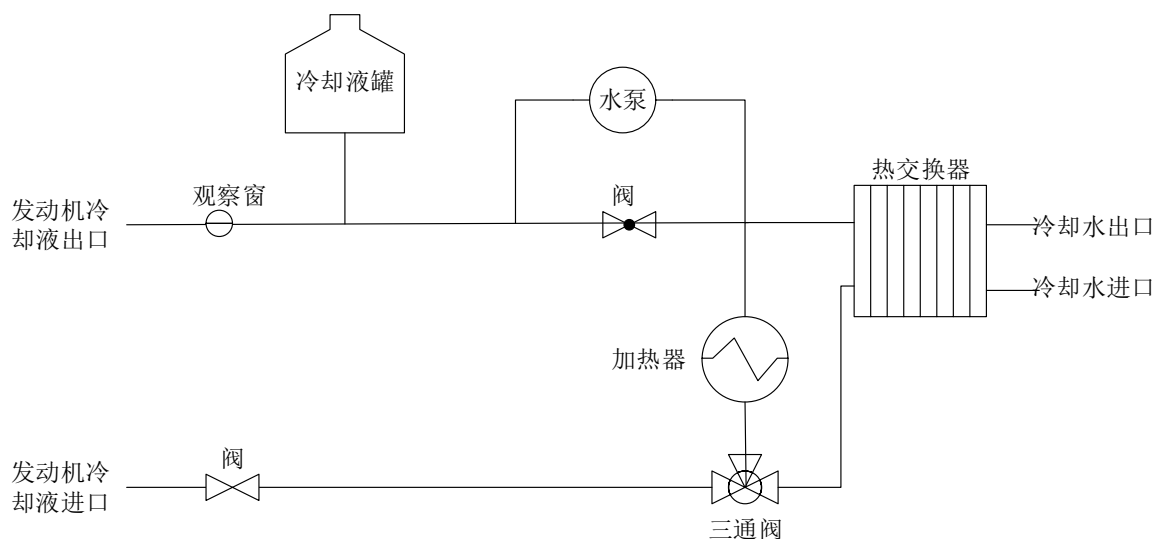 冷却液罐
水泵
热交换器
观察窗
阀
发动机冷
却液出口
冷却水出口
冷却水进口
加热器
阀
发动机冷
却液进口
三通阀